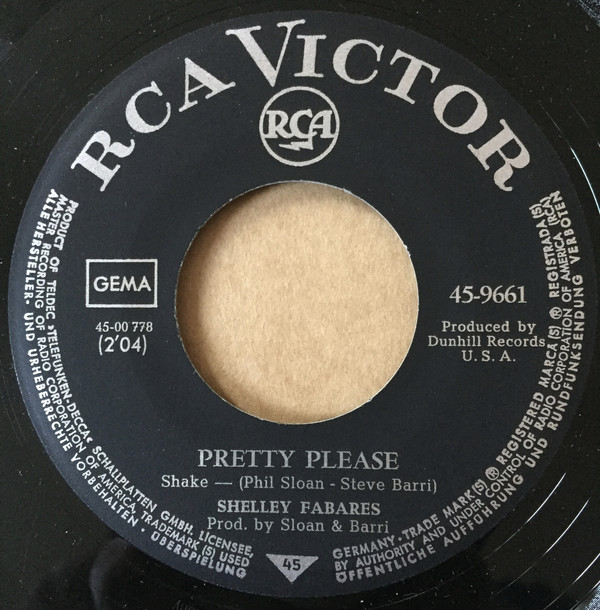 RCA VICTOR
RCA
GEMA
45-00 778
(2'04)
45-9661
Produced by
Dunhill Records
U. S. A.
PRETTY PLEASE
Shake — (Phil Sloan - Steve Barri)
SHELLEY FABARES
Prod. by Sloan & Barri
45
PRODUCT OF TELDEC »TELEFUNKEN-DECCA« SCHALLPLATTEN GMBH, LICENSEE,
MASTER RECORDING OF RADIO CORPORATION OF AMERICA, TRADEMARK (S) USED
ALLE HERSTELLER- UND URHEBERRECHTE VORBEHALTEN · ÜBERSPIELUNG
GERMANY · TRADE MARK(S) ® REGISTERED MARCA(S) ® REGISTRADA(S)
BY AUTHORITY AND UNDER CONTROL OF RADIO CORPORATION OF AMERICA (RCA)
ÖFFENTLICHE AUFFÜHRUNG UND RUNDFUNKSENDUNG VERBOTEN